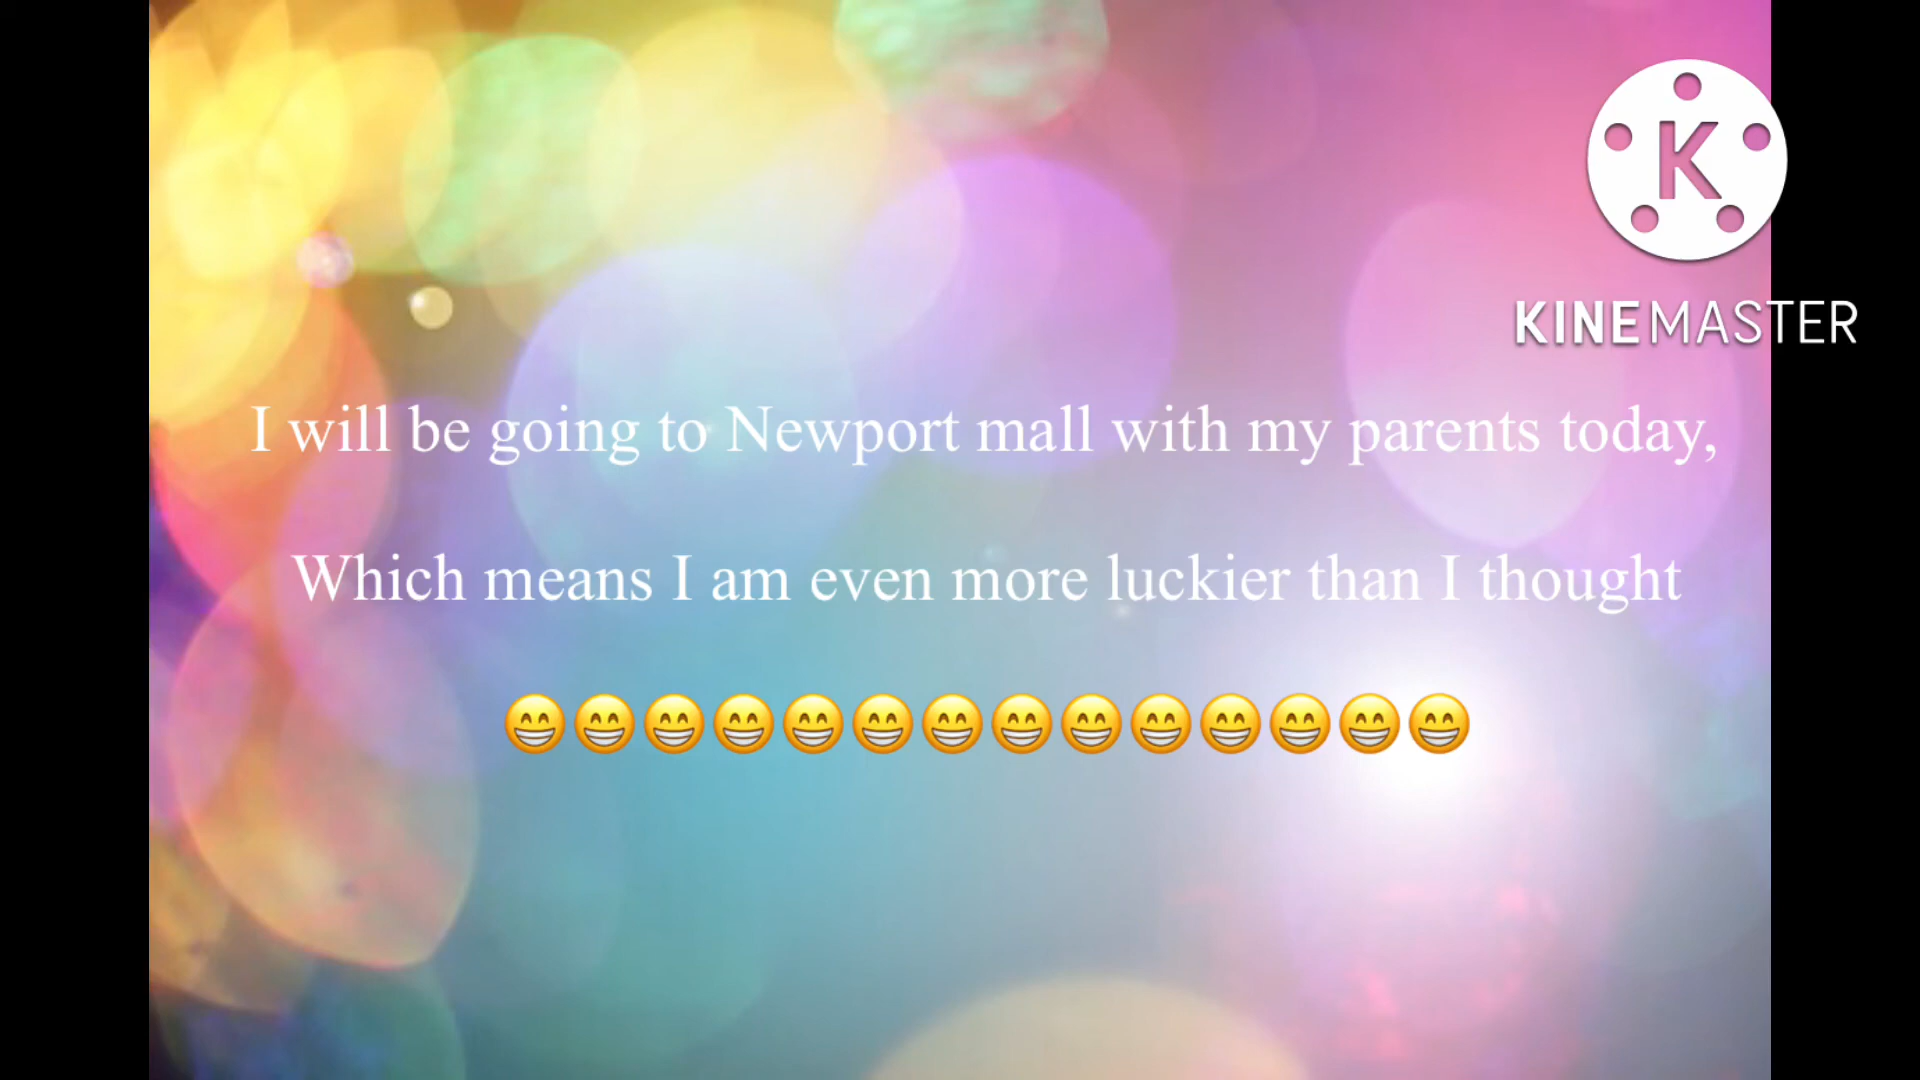 K
KINEMASTER
I will be going to Newport mall with my parents today,
Which means I am even more luckier than I thought
😁😁😁😁😁😁😁😁😁😁😁😁😁😁